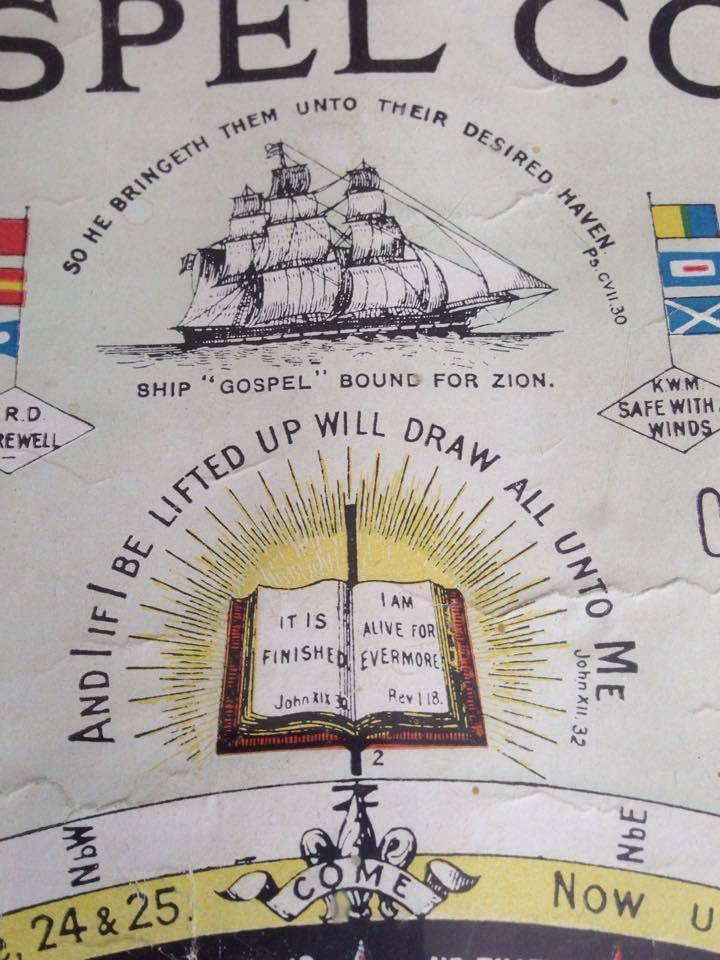 SPEL CO
SO HE BRINGETH THEM UNTO THEIR DESIRED HAVEN.
Ps. CVII.30
SHIP "GOSPEL" BOUND FOR ZION.
R.D.
REWELL
K.W.M.
SAFE WITH
WINDS
AND I IF I BE LIFTED UP WILL DRAW ALL UNTO ME
John XII. 32
IT IS
FINISHED
John XIX 30
I AM
ALIVE FOR
EVERMORE
Rev I 18.
2
N
NbW
NbE
COME
24 & 25.
NOW U